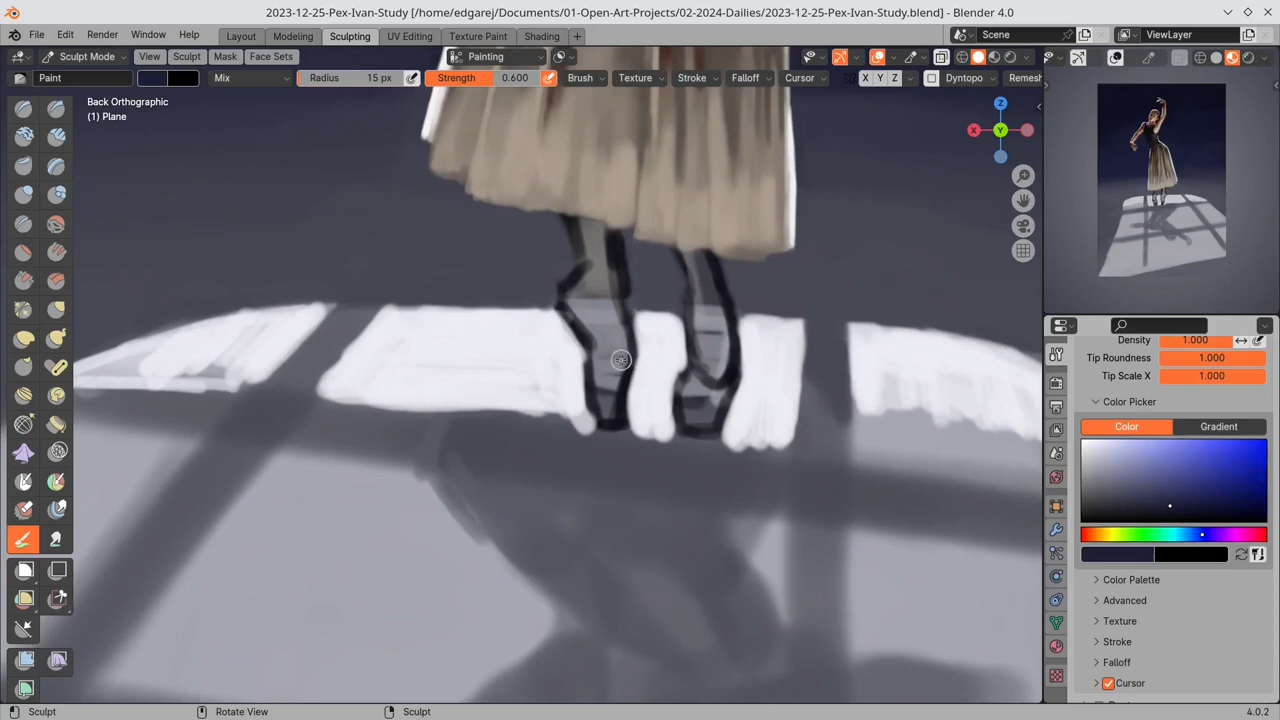 2023-12-25-Pex-Ivan-Study [/home/edgarej/Documents/01-Open-Art-Projects/02-2024-Dailies/2023-12-25-Pex-Ivan-Study.blend] - Blender 4.0
File Edit Render Window Help Layout Modeling Sculpting UV Editing Texture Paint Shading + Scene ViewLayer
Sculpt Mode View Sculpt Mask Face Sets Painting
Paint Mix Radius 15 px Strength 0.600 Brush Texture Stroke Falloff Cursor X Y Z Dyntopo Remesh
Back Orthographic
(1) Plane
Z
X
Y
Density 1.000
Tip Roundness 1.000
Tip Scale X 1.000
Color Picker
Color Gradient
Color Palette
Advanced
Texture
Stroke
Falloff
Cursor
Sculpt Rotate View Sculpt 4.0.2